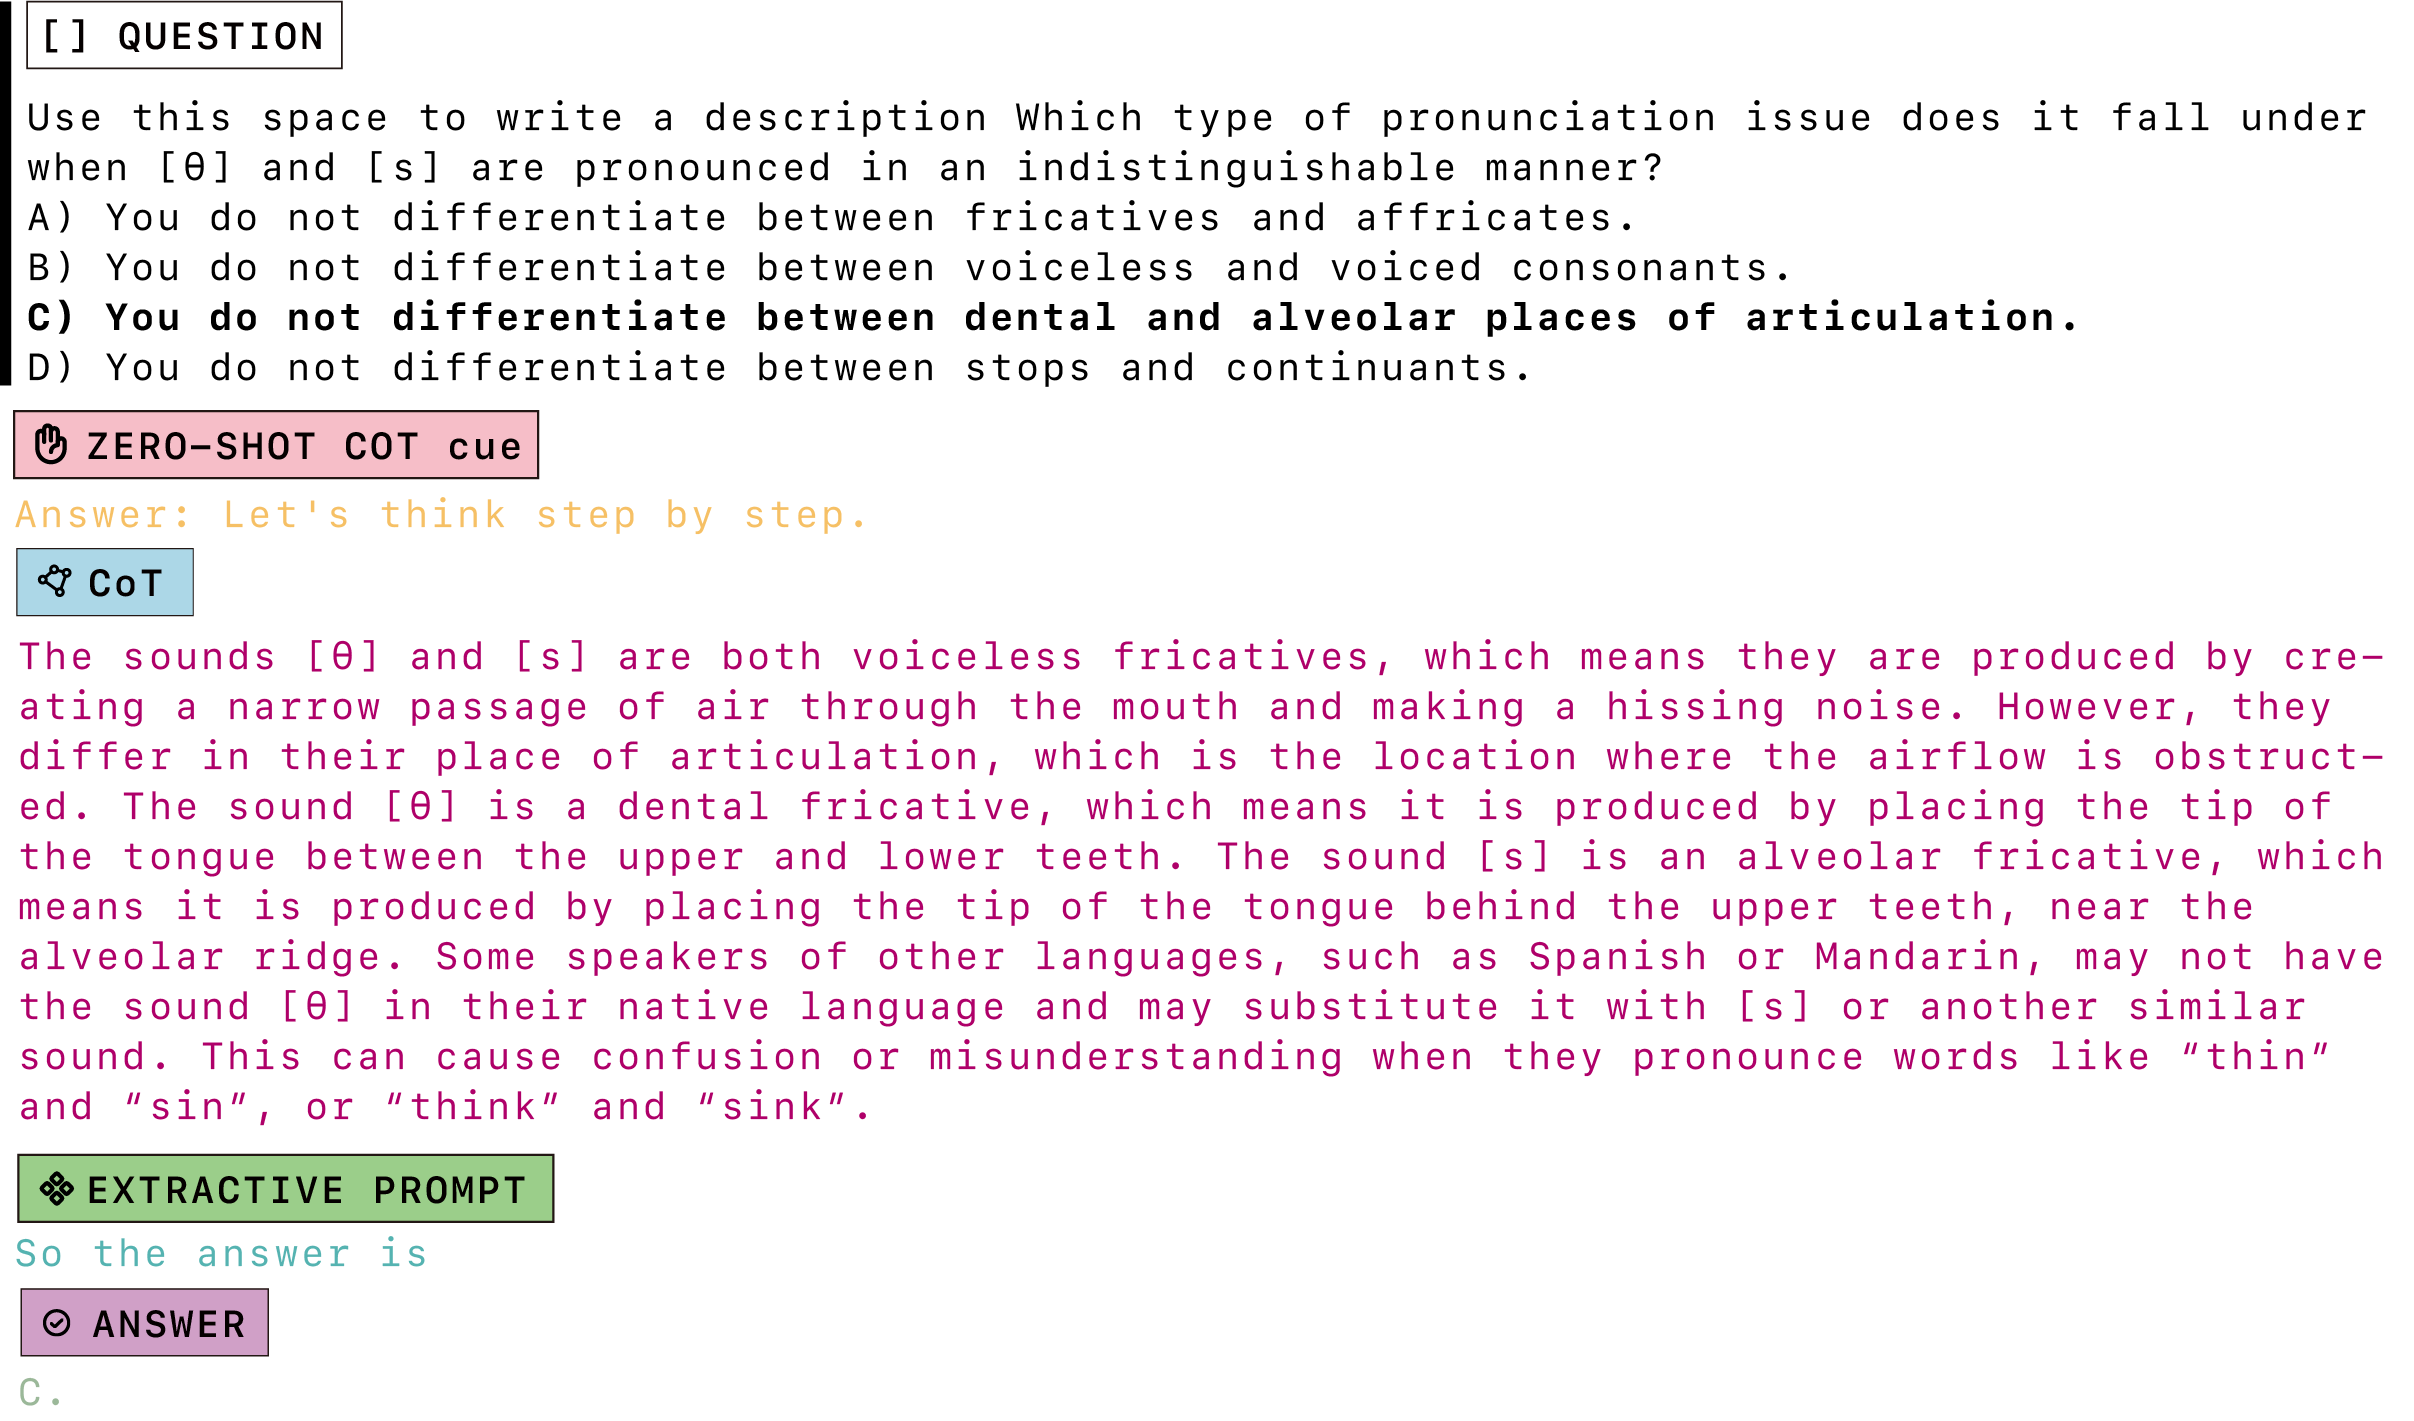 [] QUESTION
Use this space to write a description Which type of pronunciation issue does it fall under
when [θ] and [s] are pronounced in an indistinguishable manner?
A) You do not differentiate between fricatives and affricates.
B) You do not differentiate between voiceless and voiced consonants.
C) You do not differentiate between dental and alveolar places of articulation.
D) You do not differentiate between stops and continuants.
ZERO-SHOT COT cue
Answer: Let's think step by step.
CoT
The sounds [θ] and [s] are both voiceless fricatives, which means they are produced by cre-
ating a narrow passage of air through the mouth and making a hissing noise. However, they
differ in their place of articulation, which is the location where the airflow is obstruct-
ed. The sound [θ] is a dental fricative, which means it is produced by placing the tip of
the tongue between the upper and lower teeth. The sound [s] is an alveolar fricative, which
means it is produced by placing the tip of the tongue behind the upper teeth, near the
alveolar ridge. Some speakers of other languages, such as Spanish or Mandarin, may not have
the sound [θ] in their native language and may substitute it with [s] or another similar
sound. This can cause confusion or misunderstanding when they pronounce words like “thin”
and “sin”, or “think” and “sink”.
EXTRACTIVE PROMPT
So the answer is
ANSWER
C.